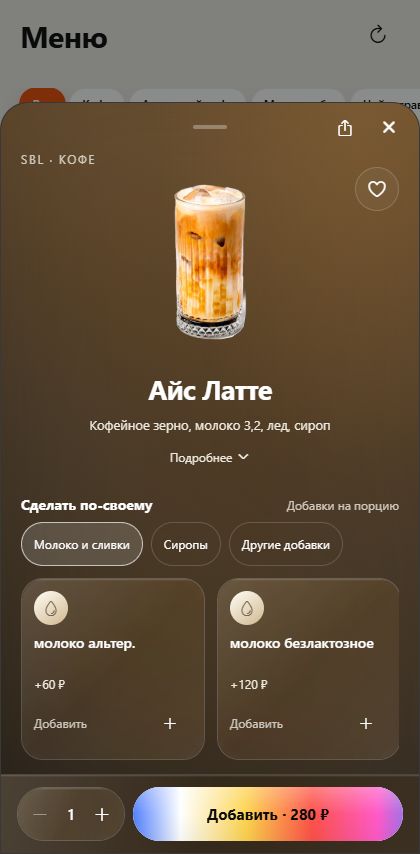 Меню
SBL · КОФЕ
Айс Латте
Кофейное зерно, молоко 3,2, лед, сироп
Подробнее
Сделать по-своему
Добавки на порцию
Молоко и сливки
Сиропы
Другие добавки
молоко альтер.
молоко безлактозное
+60 ₽
+120 ₽
Добавить
+
Добавить
+
− 1 +
Добавить · 280 ₽